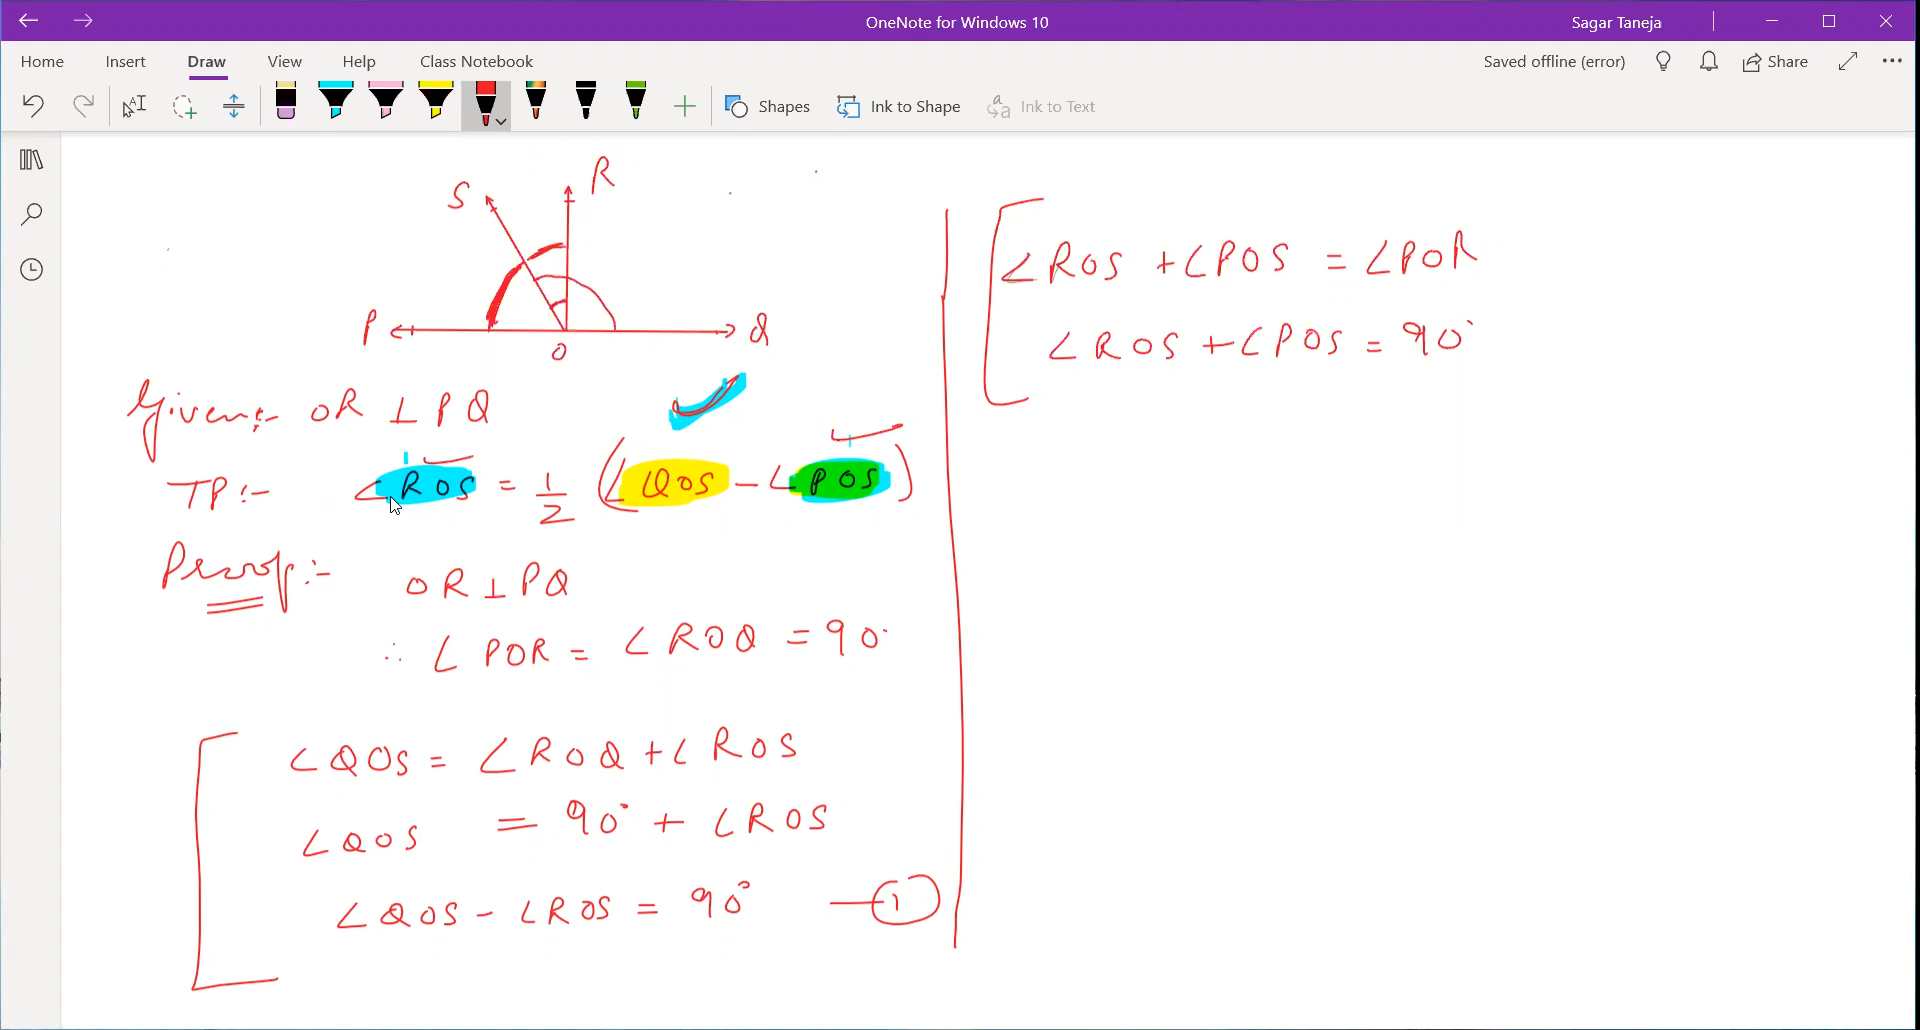 OneNote for Windows 10
Sagar Taneja
Home Insert Draw View Help Class Notebook
Saved offline (error) Share
Shapes Ink to Shape Ink to Text
S R
P O Q
Given:- OR ⊥ PQ
TP:- ∠ROS = 1/2 (∠QOS - ∠POS)
Proof:- OR ⊥ PQ
∴ ∠POR = ∠ROQ = 90°
∠QOS = ∠ROQ + ∠ROS
∠QOS = 90° + ∠ROS
∠QOS - ∠ROS = 90° —①
∠ROS + ∠POS = ∠POR
∠ROS + ∠POS = 90°